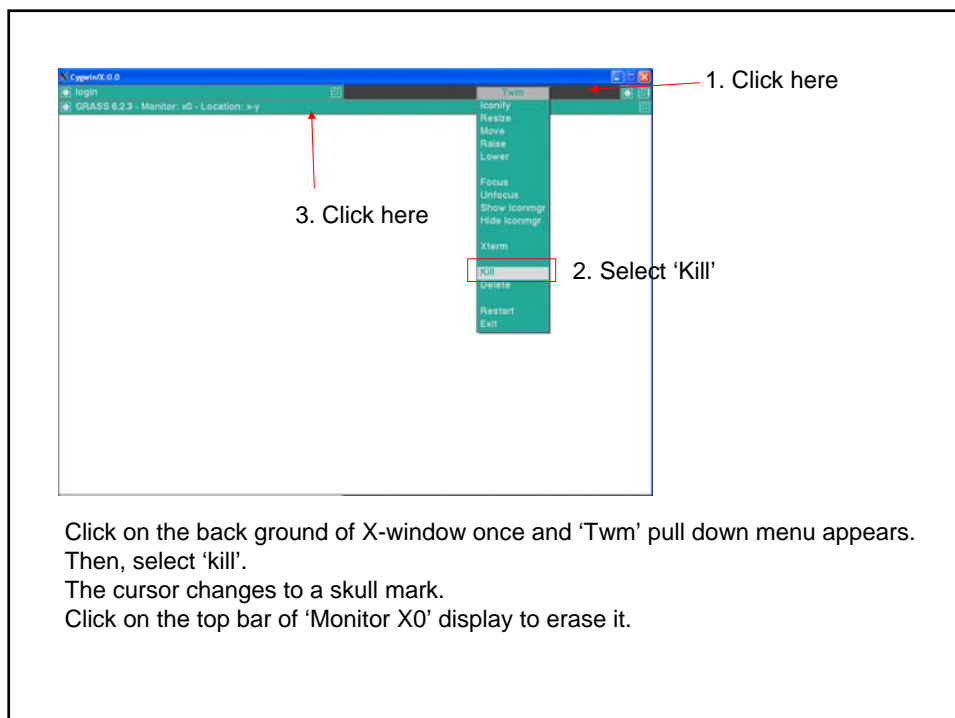 Cygwin/X:0.0
login
GRASS 6.2.3 - Monitor: x0 - Location: x-y
Twm
Iconify
Resize
Move
Raise
Lower
Focus
Unfocus
Show Iconmgr
Hide Iconmgr
Xterm
Kill
Delete
Restart
Exit
1. Click here
3. Click here
2. Select ‘Kill’
Click on the back ground of X-window once and ‘Twm’ pull down menu appears.
Then, select ‘kill’.
The cursor changes to a skull mark.
Click on the top bar of ‘Monitor X0’ display to erase it.